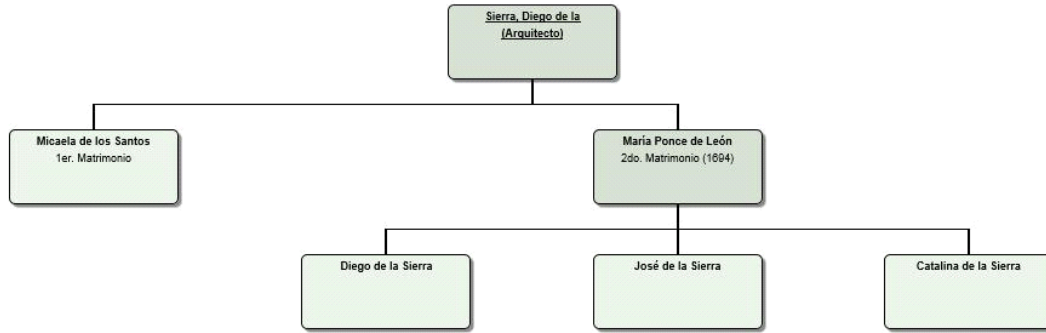 Sierra, Diego de la
(Arquitecto)
Micaela de los Santos
1er. Matrimonio
María Ponce de León
2do. Matrimonio (1694)
Diego de la Sierra
José de la Sierra
Catalina de la Sierra